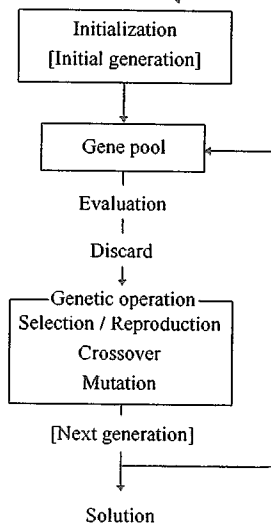 Initialization
[Initial generation]
Gene pool
Evaluation
Discard
Genetic operation
Selection / Reproduction
Crossover
Mutation
[Next generation]
Solution